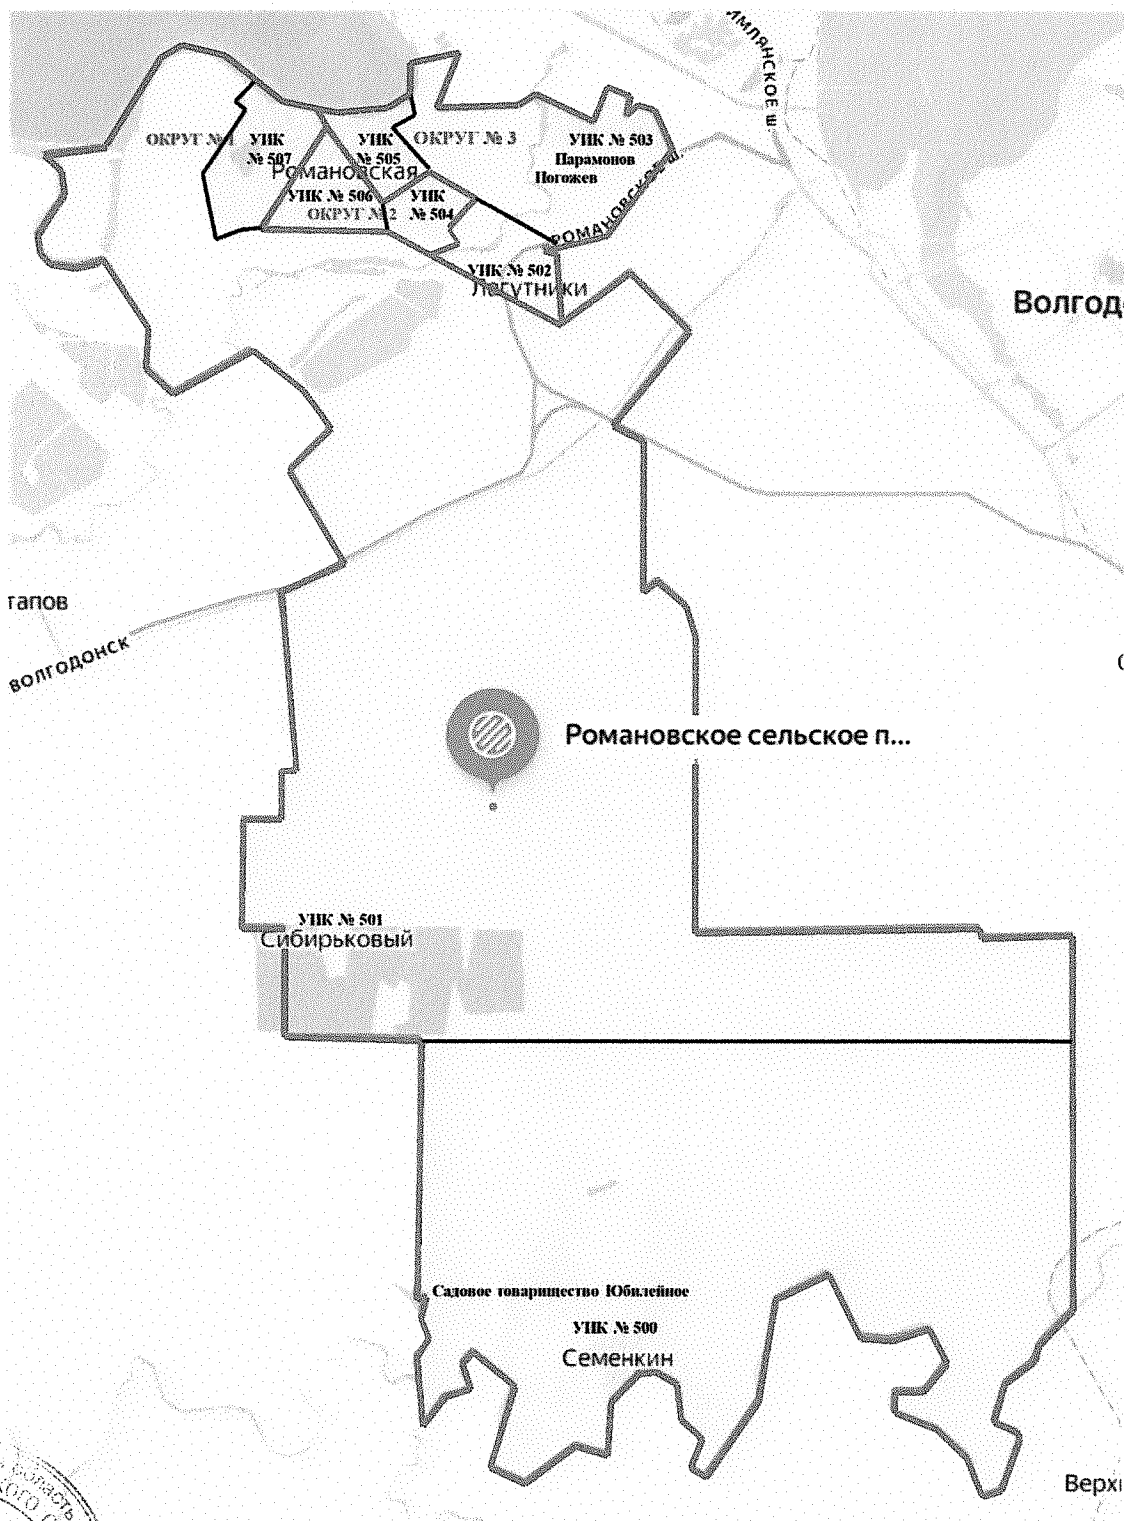 ИМЛЯНСКОЕ Ш.
ОКРУГ № 1
УИК
№ 507
УИК
№ 505
ОКРУГ № 3
УИК № 503
Парамонов
Погожев
Романовская
УИК № 506
ОКРУГ № 2
УИК
№ 504
РОМАНОВСКОЕ Ш.
УИК № 502
Лагутники
Волгод
тапов
ВОЛГОДОНСК
Романовское сельское п...
УИК № 501
Сибирьковый
Садовое товарищество Юбилейное
УИК № 500
Семенкин
Верх